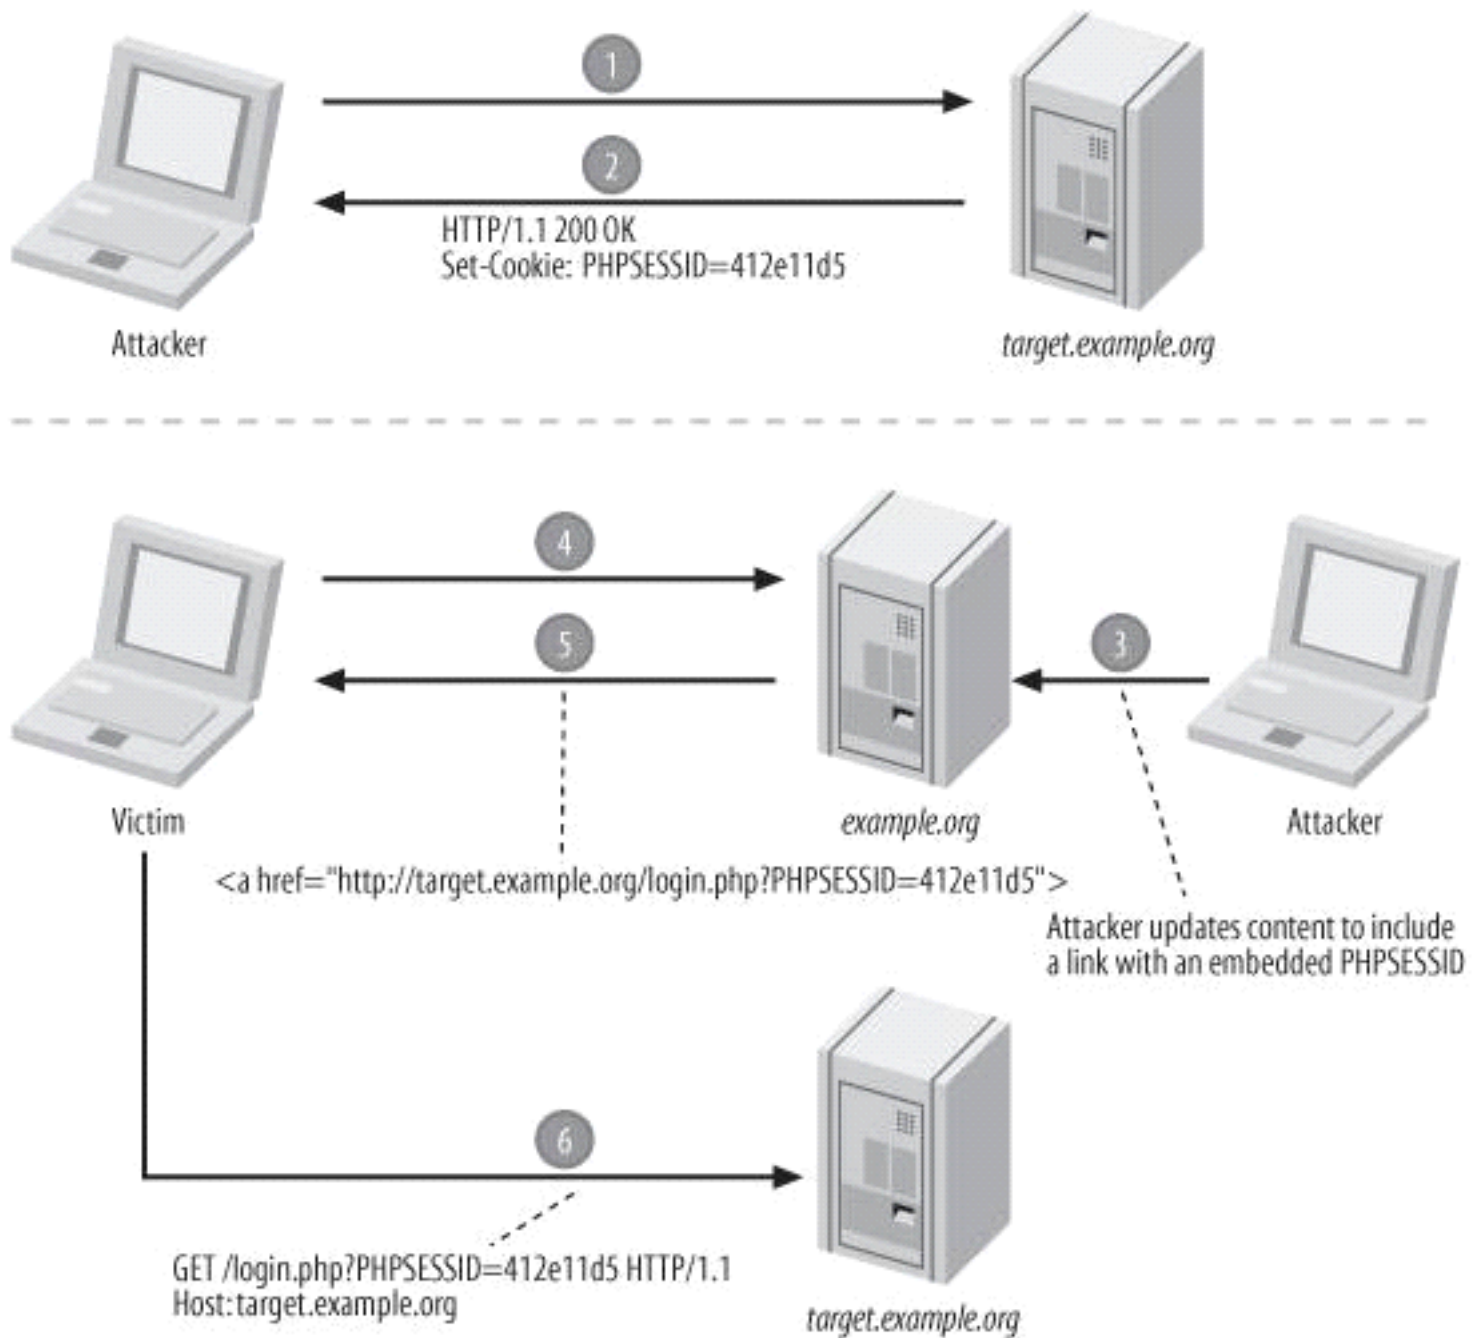 1
2
HTTP/1.1 200 OK
Set-Cookie: PHPSESSID=412e11d5
Attacker
target.example.org
4
5
3
Victim
example.org
Attacker
<a href="http://target.example.org/login.php?PHPSESSID=412e11d5">
Attacker updates content to include
a link with an embedded PHPSESSID
6
GET /login.php?PHPSESSID=412e11d5 HTTP/1.1
Host: target.example.org
target.example.org